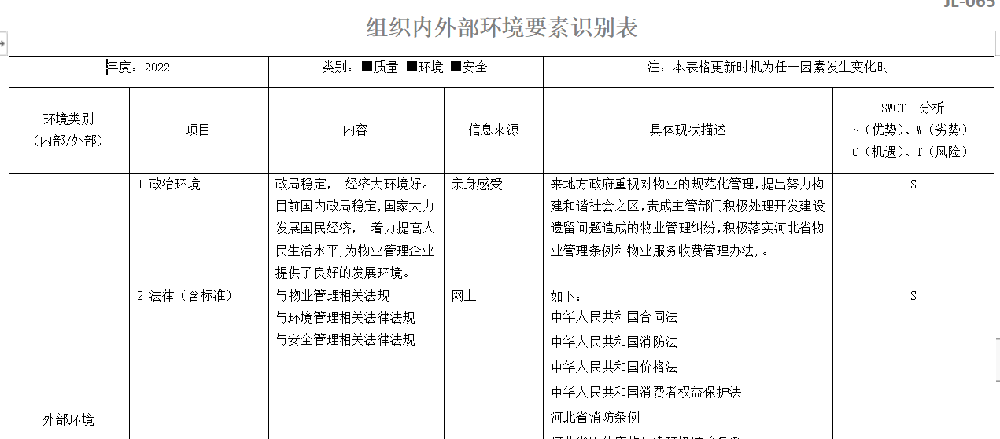 JL-065
组织内外部环境要素识别表
年度：2022
类别：■质量 ■环境 ■安全
注：本表格更新时机为任一因素发生变化时
环境类别
（内部/外部）
项目
内容
信息来源
具体现状描述
SWOT 分析
S（优势）、W（劣势）
O（机遇）、T（风险）
1 政治环境
政局稳定， 经济大环境好。
目前国内政局稳定,国家大力
发展国民经济， 着力提高人
民生活水平,为物业管理企业
提供了良好的发展环境。
亲身感受
来地方政府重视对物业的规范化管理,提出努力构
建和谐社会之区,责成主管部门积极处理开发建设
遗留问题造成的物业管理纠纷,积极落实河北省物
业管理条例和物业服务收费管理办法,。
S
2 法律（含标准）
与物业管理相关法规
与环境管理相关法律法规
与安全管理相关法律法规
网上
如下：
中华人民共和国合同法
中华人民共和国消防法
中华人民共和国价格法
中华人民共和国消费者权益保护法
河北省消防条例
S
外部环境